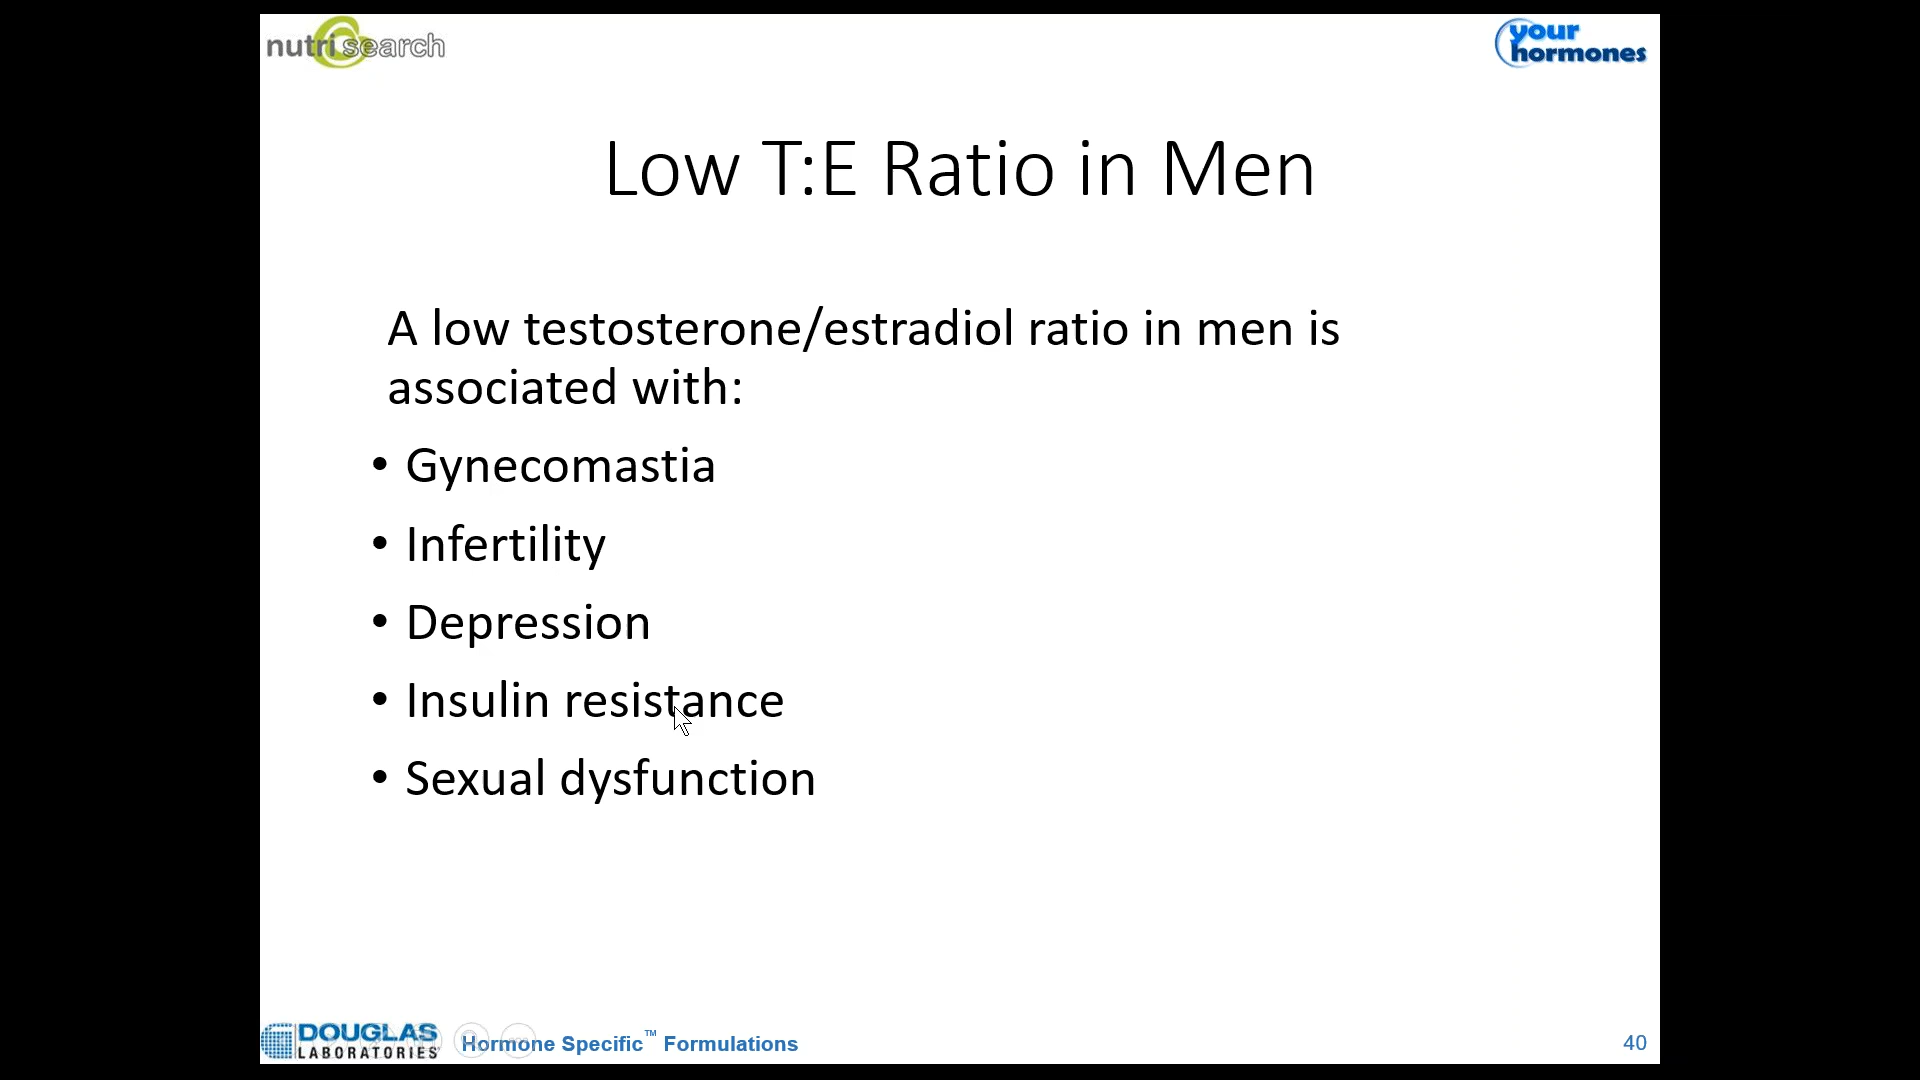 nutrisearch
your
hormones
Low T:E Ratio in Men
A low testosterone/estradiol ratio in men is
associated with:
• Gynecomastia
• Infertility
• Depression
• Insulin resistance
• Sexual dysfunction
DOUGLAS
LABORATORIES
Hormone Specific™ Formulations
40